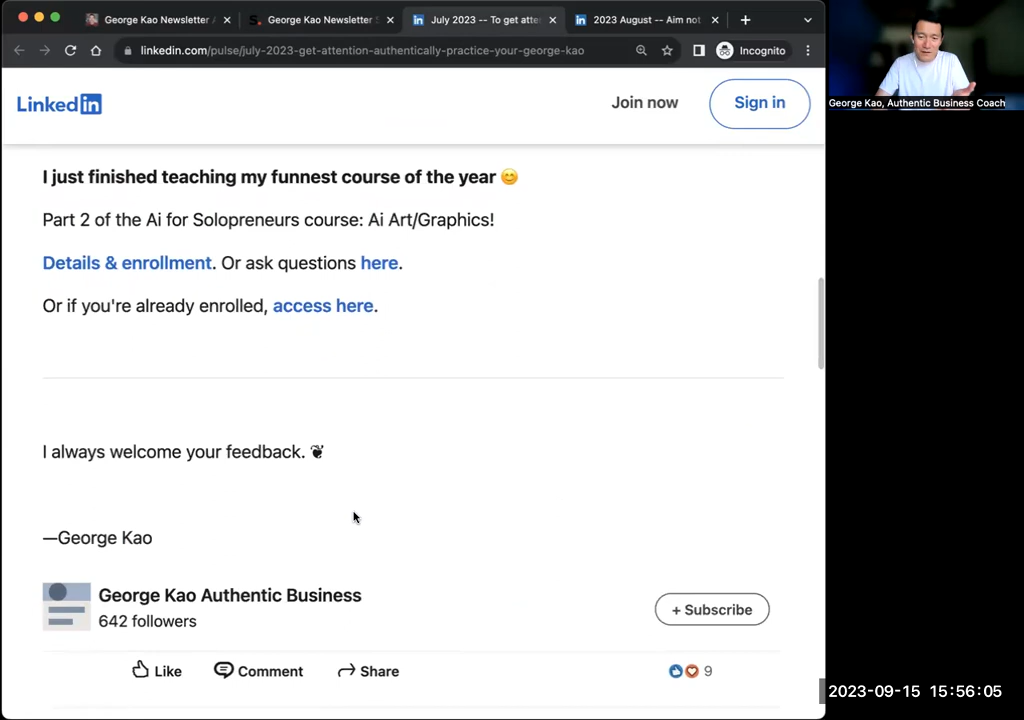 George Kao Newsletter
George Kao Newsletter
July 2023 -- To get atte
2023 August -- Aim not
linkedin.com/pulse/july-2023-get-attention-authentically-practice-your-george-kao
Incognito
George Kao, Authentic Business Coach
LinkedIn
Join now
Sign in
I just finished teaching my funnest course of the year 😊
Part 2 of the Ai for Solopreneurs course: Ai Art/Graphics!
Details & enrollment. Or ask questions here.
Or if you're already enrolled, access here.
I always welcome your feedback. ❦
—George Kao
George Kao Authentic Business
642 followers
+ Subscribe
Like
Comment
Share
9
2023-09-15 15:56:05